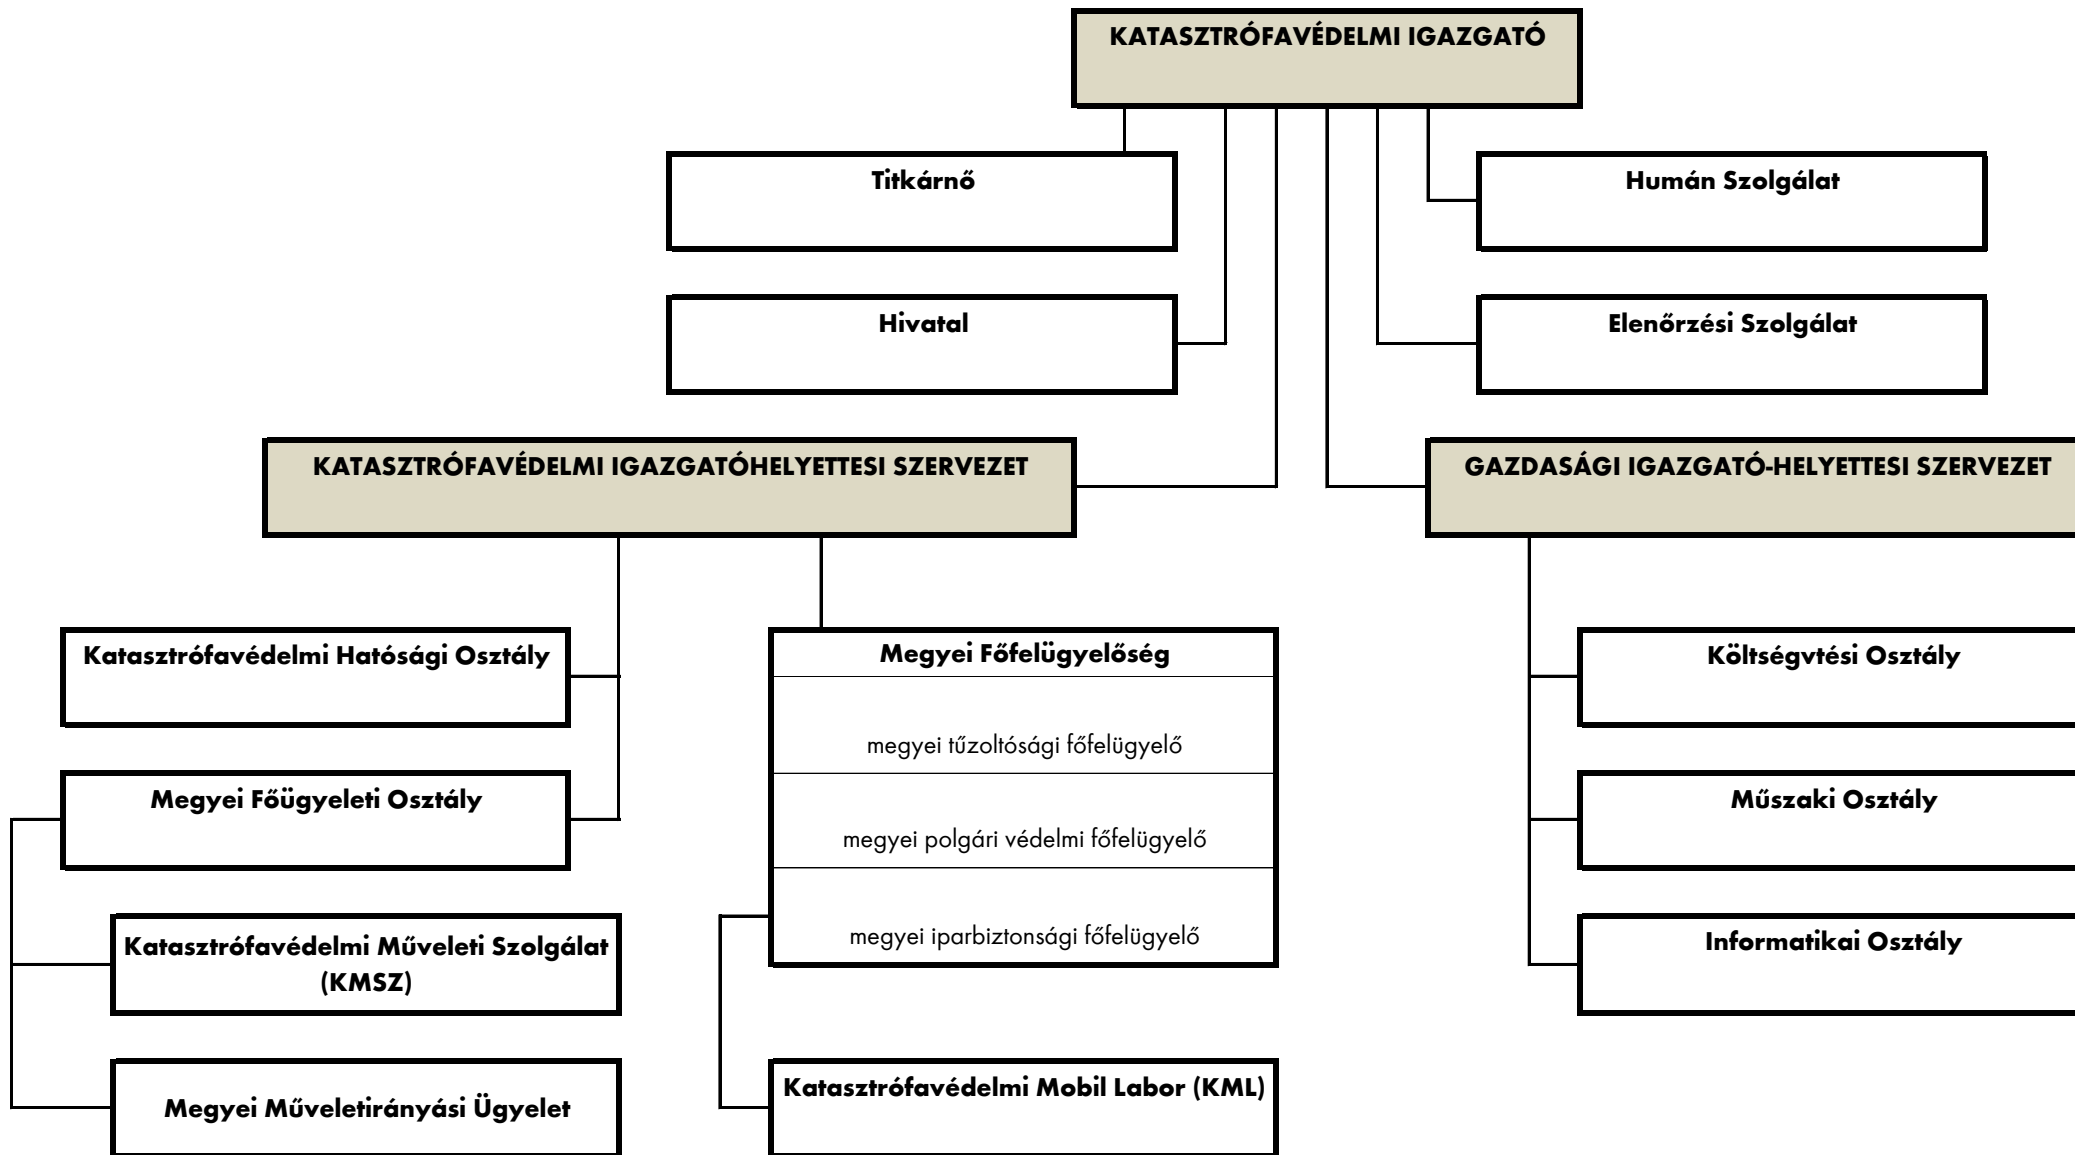 KATASZTRÓFAVÉDELMI IGAZGATÓ
Titkárnő
Humán Szolgálat
Hivatal
Elenőrzési Szolgálat
KATASZTRÓFAVÉDELMI IGAZGATÓHELYETTESI SZERVEZET
GAZDASÁGI IGAZGATÓ-HELYETTESI SZERVEZET
Katasztrófavédelmi Hatósági Osztály
Megyei Főfelügyelőség
Költségvtési Osztály
megyei tűzoltósági főfelügyelő
Megyei Főügyeleti Osztály
Műszaki Osztály
megyei polgári védelmi főfelügyelő
Katasztrófavédelmi Műveleti Szolgálat
(KMSZ)
megyei iparbiztonsági főfelügyelő
Informatikai Osztály
Megyei Műveletirányási Ügyelet
Katasztrófavédelmi Mobil Labor (KML)